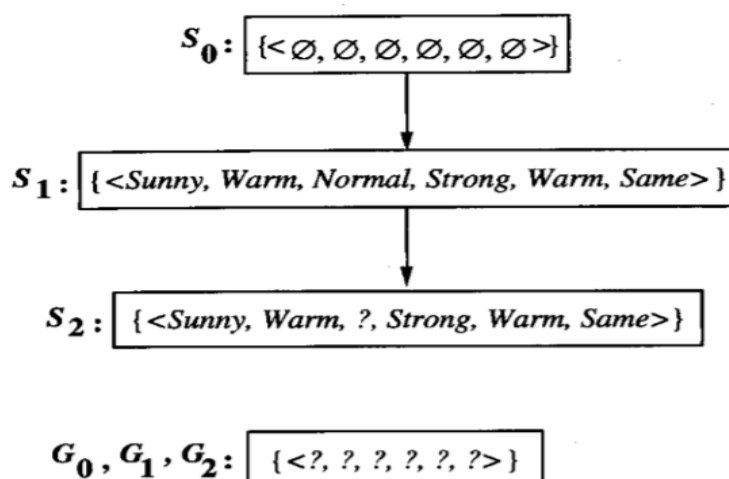 S0: {<∅, ∅, ∅, ∅, ∅, ∅>}
S1: {<Sunny, Warm, Normal, Strong, Warm, Same>}
S2: {<Sunny, Warm, ?, Strong, Warm, Same>}
G0, G1, G2: {<?, ?, ?, ?, ?, ?>}